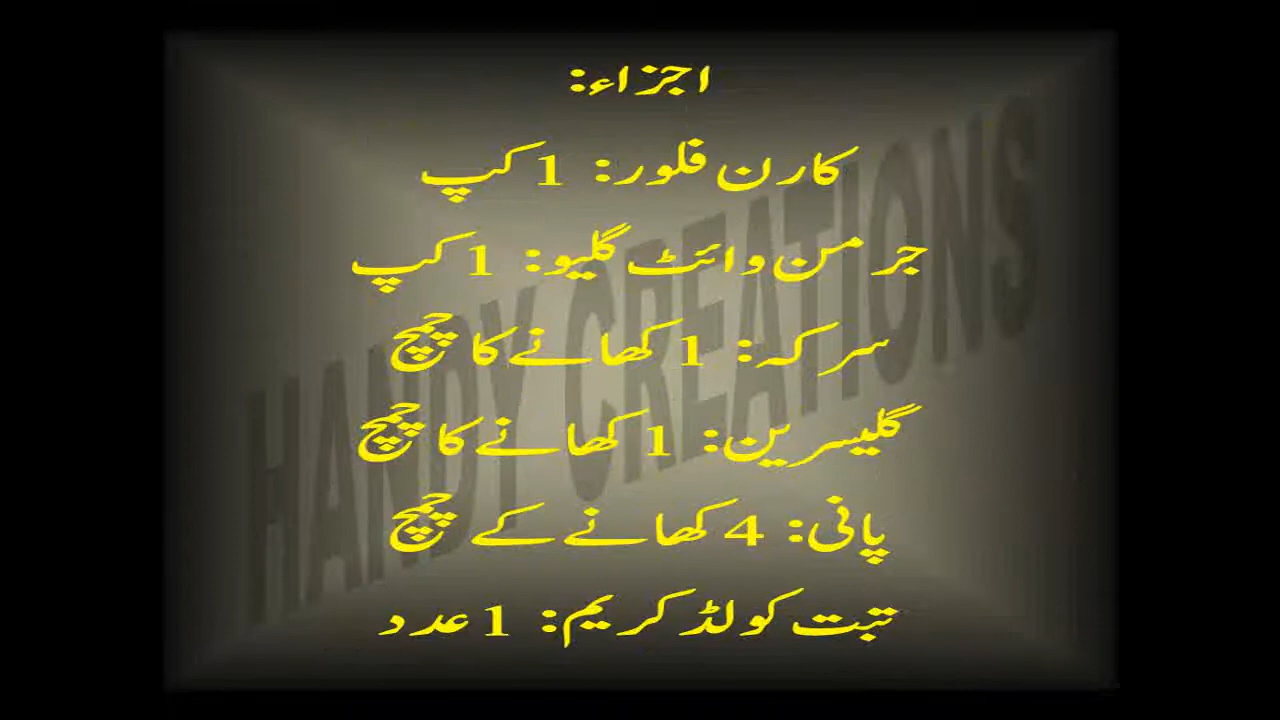 اجزاء:
کارن فلور: 1 کپ
جرمن وائٹ گلیو: 1 کپ
سرکہ: 1 کھانے کا چمچ
گلیسرین: 1 کھانے کا چمچ
پانی: 4 کھانے کے چمچ
تبت کولڈ کریم: 1 عدد
HANDY CREATIONS